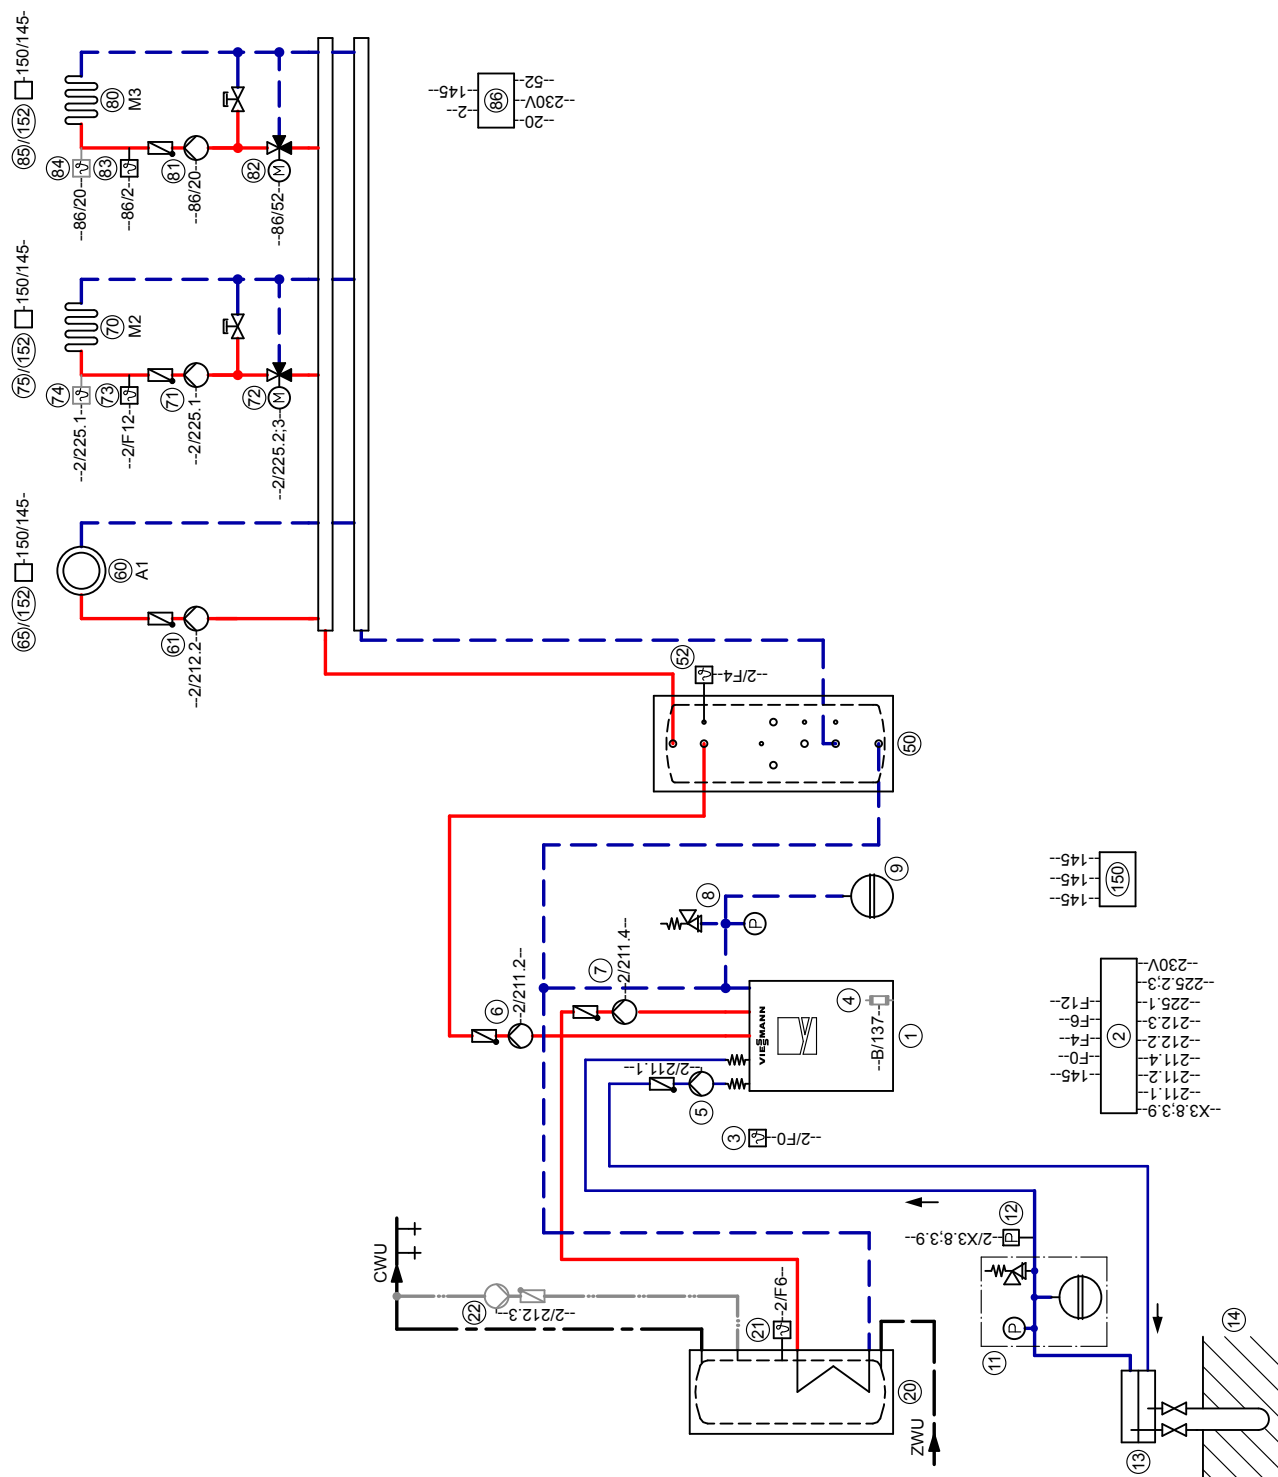 65/152 150/145-
75/152 150/145-
85/152 150/145-
60
A1
61
--2/212.2--
70
M2
74
--2/225.1--
73
--2/F12--
71
--2/225.1--
72
M
--2/225.2;3--
80
M3
84
--86/20--
83
--86/2--
81
--86/20--
82
M
--86/52--
86
--145--
--2--
--20--
--230V--
--52--
CWU
22
--2/212.3--
6
--2/211.2--
7
--2/211.4--
--2/211.1--
5
8
P
9
52
--2/F4--
50
21
--2/F6--
20
ZWU
3
--2/F0--
VIESMANN
4
--B/137--
1
12
P
--2/X3.8;3.9--
11
P
13
14
2
--145--
--F0--
--F4--
--F6--
--F12--
--X3.8;3.9--
--211.1--
--211.2--
--211.4--
--212.2--
--212.3--
--225.1--
--225.2;3--
--230V--
150
--145--
--145--
--145--